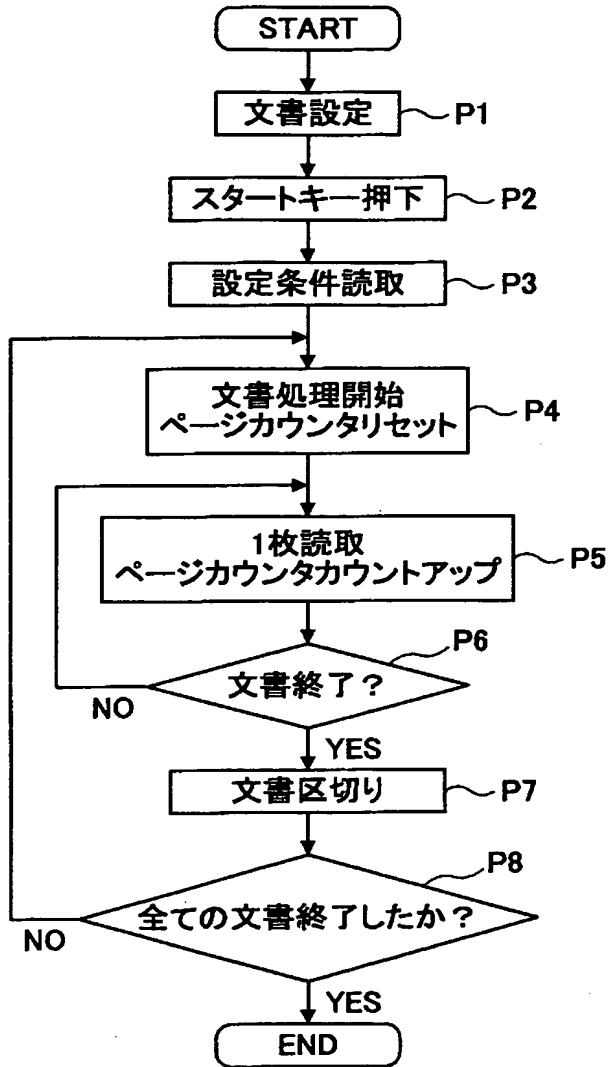 START
文書設定
P1
スタートキー押下
P2
設定条件読取
P3
文書処理開始
ページカウンタリセット
P4
1枚読取
ページカウンタカウントアップ
P5
P6
文書終了？
NO
YES
文書区切り
P7
P8
全ての文書終了したか？
NO
YES
END